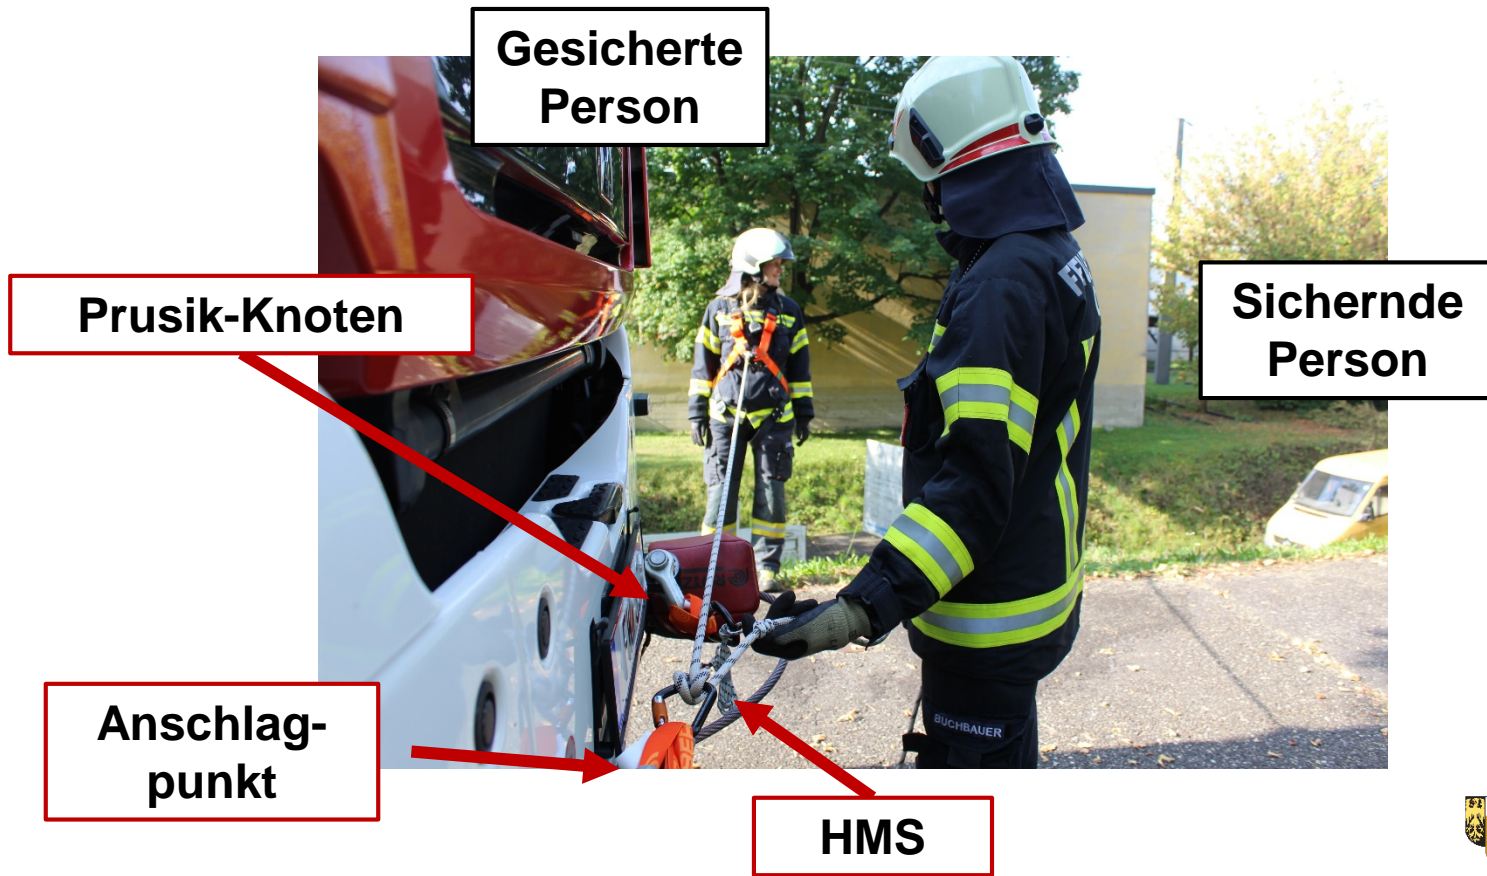 Gesicherte
Person
Prusik-Knoten
Sichernde
Person
Anschlag-
punkt
HMS
BUCHBAUER